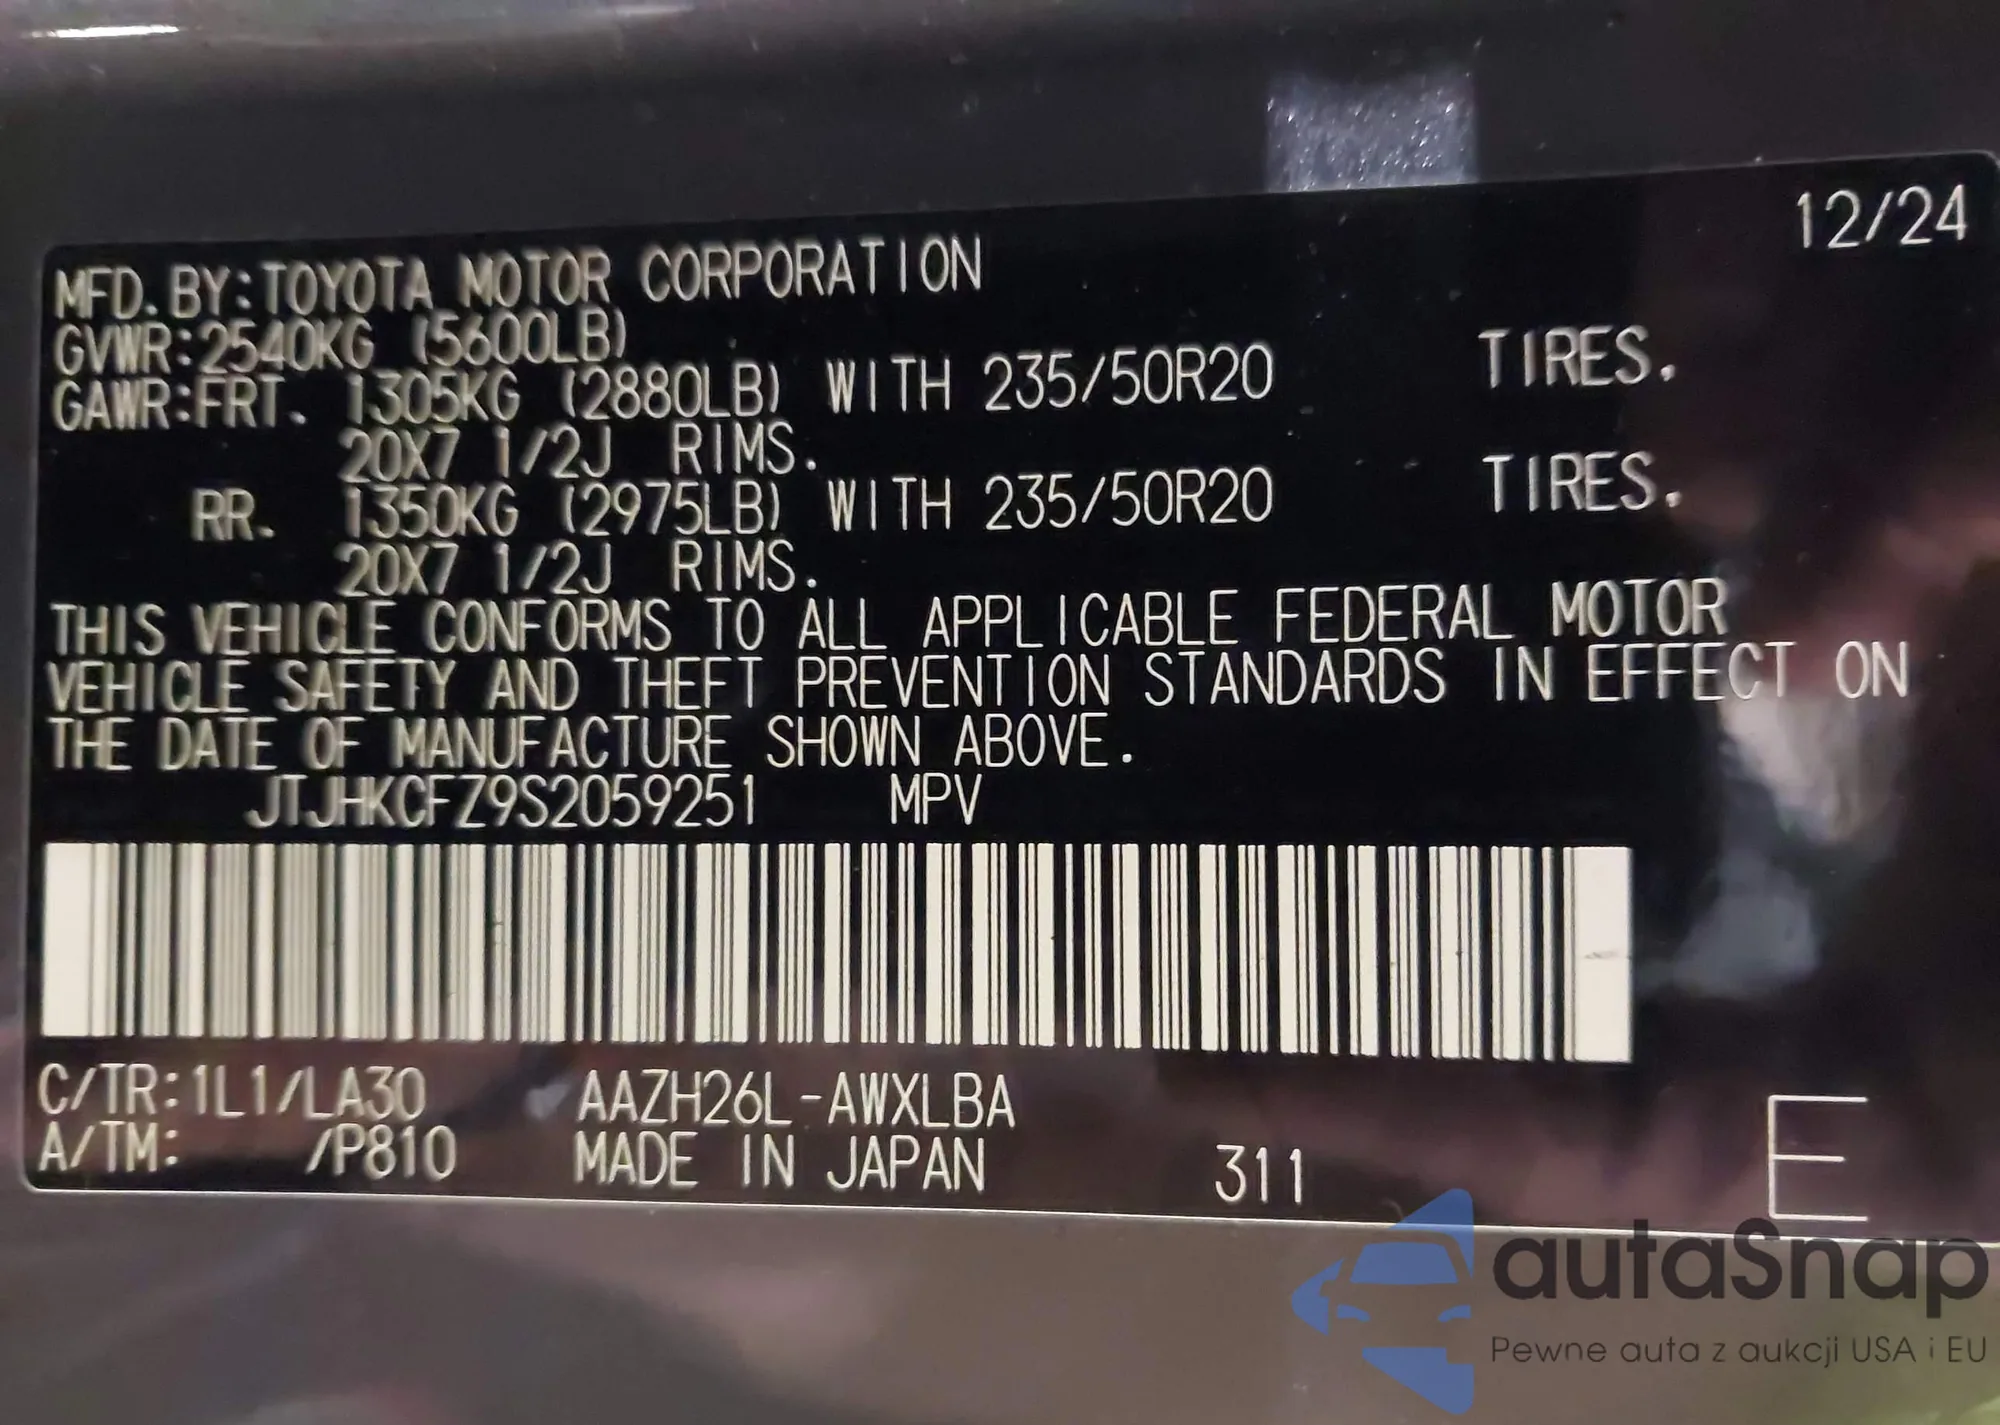 12/24
MFD. BY: TOYOTA MOTOR CORPORATION
GVWR: 2540KG (5600LB)
GAWR: FRT. 1305KG (2880LB) WITH 235/50R20 TIRES.
20X7 1/2J RIMS.
RR. 1350KG (2975LB) WITH 235/50R20 TIRES.
20X7 1/2J RIMS.
THIS VEHICLE CONFORMS TO ALL APPLICABLE FEDERAL MOTOR
VEHICLE SAFETY AND THEFT PREVENTION STANDARDS IN EFFECT ON
THE DATE OF MANUFACTURE SHOWN ABOVE.
JTJHKCFZ9S2059251 MPV
C/TR: 1L1/LA30 AAZH26L-AWXLBA
A/TM: /P810 MADE IN JAPAN 311 E
autaSnap
Pewne auta z aukcji USA i EU